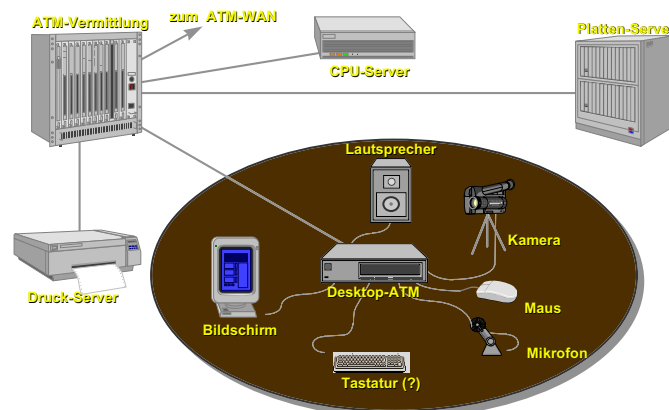 ATM-Vermittlung
zum ATM-WAN
CPU-Server
Platten-Serve
Lautsprecher
Kamera
Desktop-ATM
Druck-Server
Bildschirm
Maus
Mikrofon
Tastatur (?)